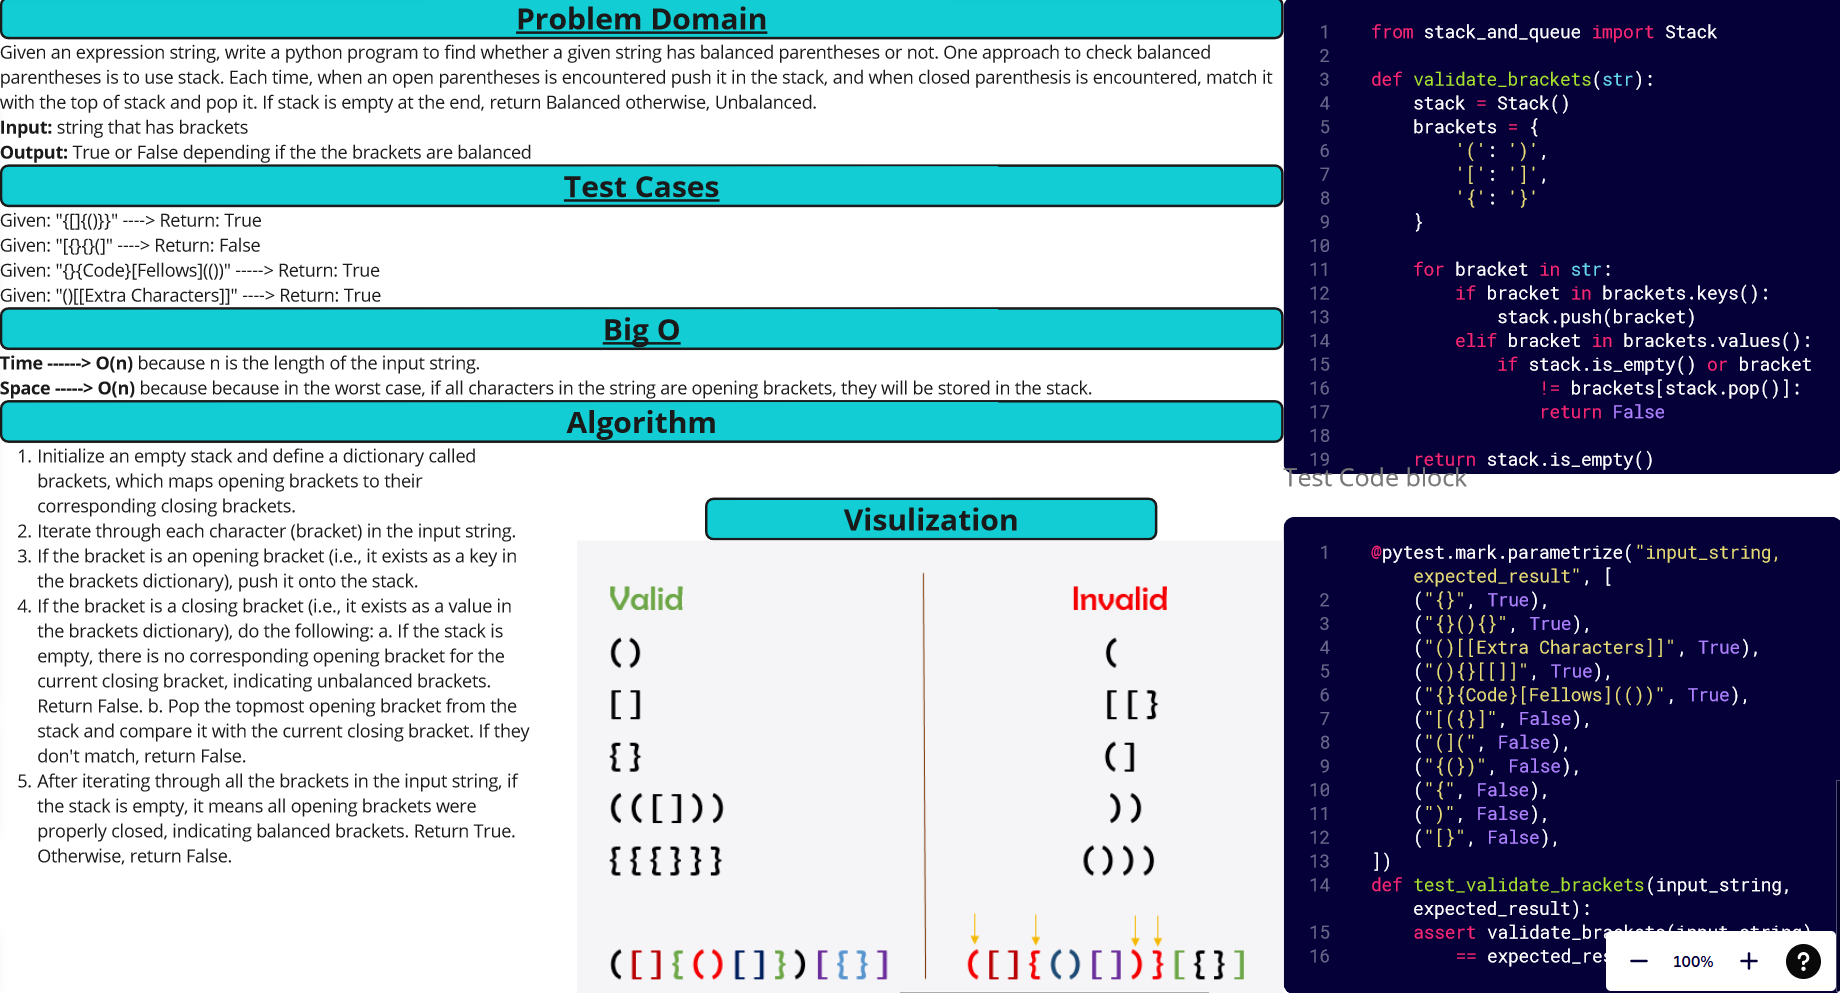 Problem Domain
Given an expression string, write a python program to find whether a given string has balanced parentheses or not. One approach to check balanced
parentheses is to use stack. Each time, when an open parentheses is encountered push it in the stack, and when closed parenthesis is encountered, match it
with the top of stack and pop it. If stack is empty at the end, return Balanced otherwise, Unbalanced.
Input: string that has brackets
Output: True or False depending if the the brackets are balanced
Test Cases
Given: "{[]{()}}" ----> Return: True
Given: "[{}{}(]" ----> Return: False
Given: "{}{Code}[Fellows](())" -----> Return: True
Given: "()[[Extra Characters]]" ----> Return: True
Big O
Time ------> O(n) because n is the length of the input string.
Space -----> O(n) because because in the worst case, if all characters in the string are opening brackets, they will be stored in the stack.
Algorithm
1. Initialize an empty stack and define a dictionary called
brackets, which maps opening brackets to their
corresponding closing brackets.
2. Iterate through each character (bracket) in the input string.
3. If the bracket is an opening bracket (i.e., it exists as a key in
the brackets dictionary), push it onto the stack.
4. If the bracket is a closing bracket (i.e., it exists as a value in
the brackets dictionary), do the following: a. If the stack is
empty, there is no corresponding opening bracket for the
current closing bracket, indicating unbalanced brackets.
Return False. b. Pop the topmost opening bracket from the
stack and compare it with the current closing bracket. If they
don't match, return False.
5. After iterating through all the brackets in the input string, if
the stack is empty, it means all opening brackets were
properly closed, indicating balanced brackets. Return True.
Otherwise, return False.
Visulization
Valid
()
[]
{}
(([]))
{{{}}}
([]{()[]})[{}]
Invalid
(
[[}
(]
))
()))
([]{()[])}[{}]
1 from stack_and_queue import Stack
2
3 def validate_brackets(str):
4 stack = Stack()
5 brackets = {
6 '(': ')',
7 '[': ']',
8 '{': '}'
9 }
10
11 for bracket in str:
12 if bracket in brackets.keys():
13 stack.push(bracket)
14 elif bracket in brackets.values():
15 if stack.is_empty() or bracket
16 != brackets[stack.pop()]:
17 return False
18
19 return stack.is_empty()
Test Code block
1 @pytest.mark.parametrize("input_string,
expected_result", [
2 ("{}", True),
3 ("{}(){}", True),
4 ("()[[Extra Characters]]", True),
5 ("(){}[[]]", True),
6 ("{}{Code}[Fellows](())", True),
7 ("[({}]", False),
8 ("(](", False),
9 ("{(})", False),
10 ("{", False),
11 (")", False),
12 ("[}", False),
13 ])
14 def test_validate_brackets(input_string,
expected_result):
15 assert validate_brackets(input_string)
16 == expected_res
100%
?